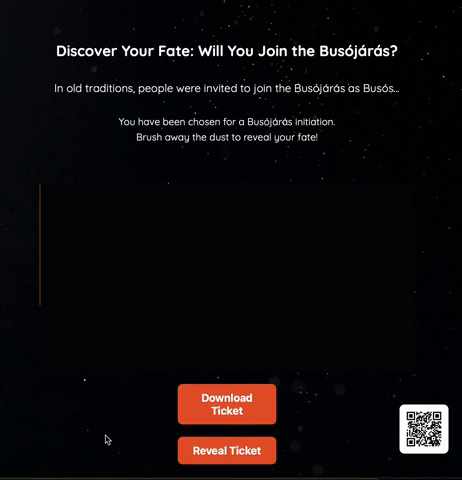 Discover Your Fate: Will You Join the Busójárás?
In old traditions, people were invited to join the Busójárás as Busós...
You have been chosen for a Busójárás initiation.
Brush away the dust to reveal your fate!
Download
Ticket
Reveal Ticket